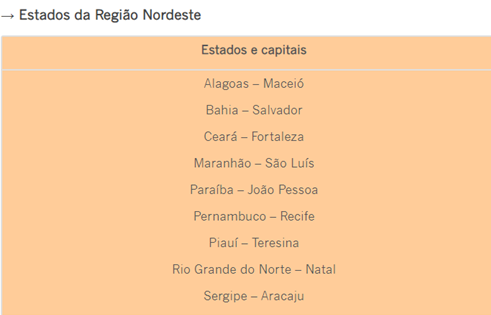 → Estados da Região Nordeste
Estados e capitais
Alagoas – Maceió
Bahia – Salvador
Ceará – Fortaleza
Maranhão – São Luís
Paraíba – João Pessoa
Pernambuco – Recife
Piauí – Teresina
Rio Grande do Norte – Natal
Sergipe – Aracaju